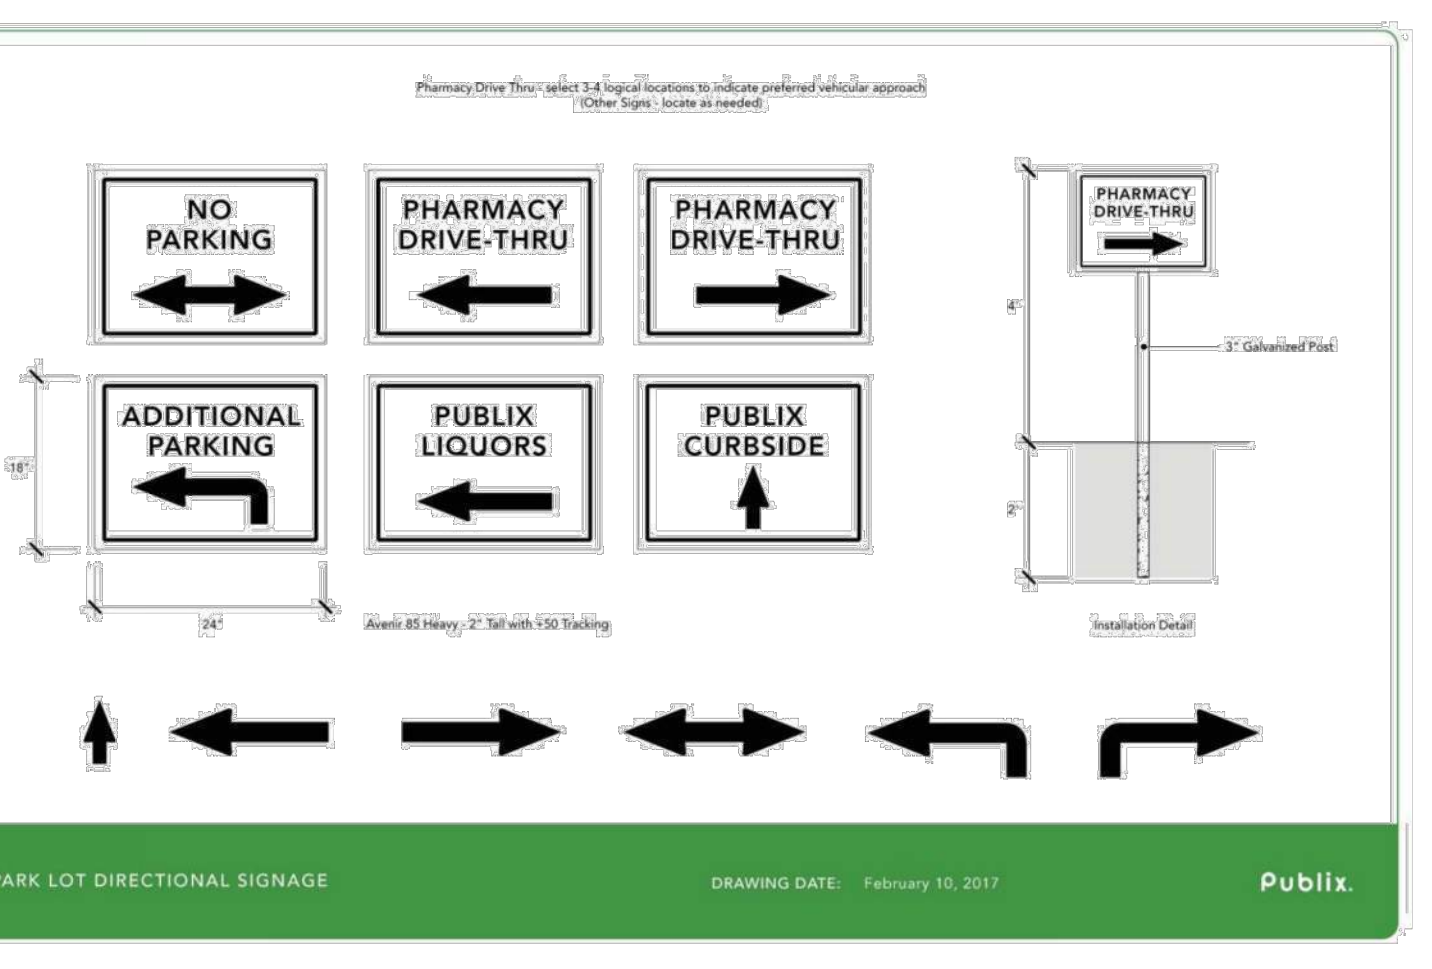 Pharmacy Drive Thru - select 3-4 logical locations to indicate preferred vehicular approach
(Other Signs - locate as needed)
NO
PARKING
PHARMACY
DRIVE-THRU
PHARMACY
DRIVE-THRU
PHARMACY
DRIVE-THRU
4'
3" Galvanized Post
ADDITIONAL
PARKING
PUBLIX
LIQUORS
PUBLIX
CURBSIDE
18"
2'
24"
Avenir 85 Heavy - 2" Tall with +50 Tracking
Installation Detail
PARK LOT DIRECTIONAL SIGNAGE
DRAWING DATE: February 10, 2017
Publix.